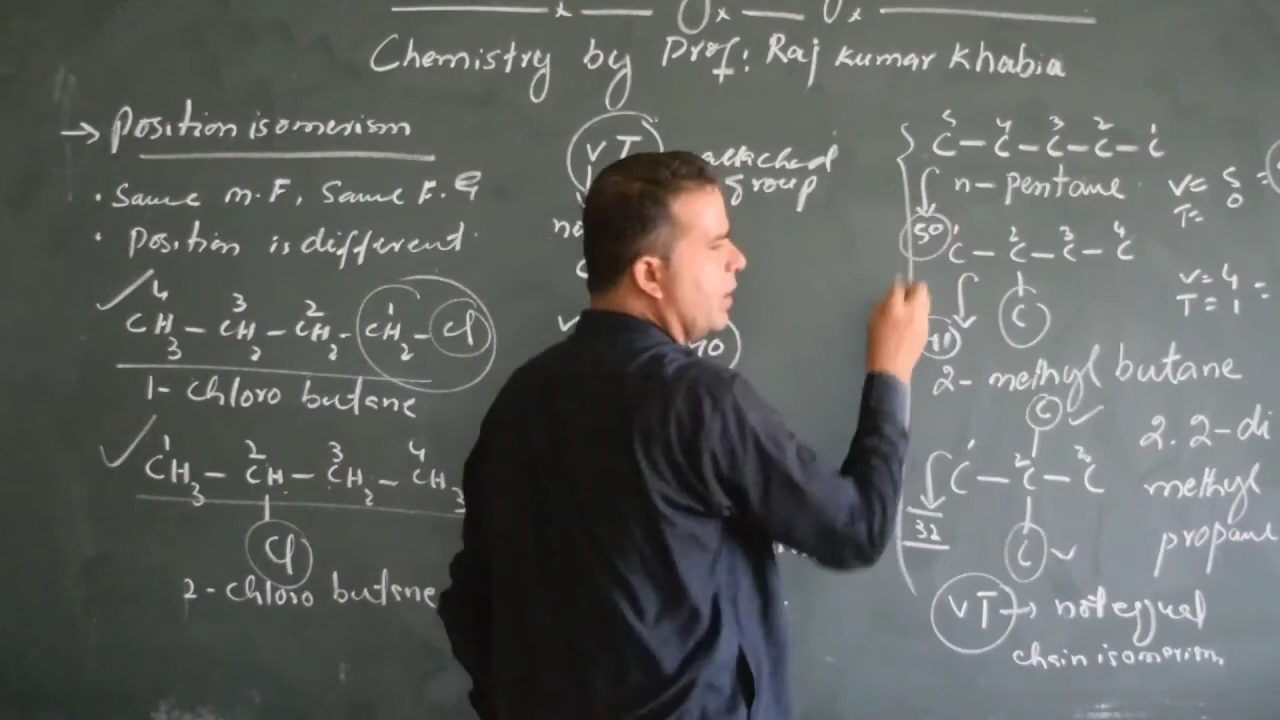 Chemistry by Prof: Raj Kumar Khabia
→ Position isomerism
• Same m.F, Same F.G
• Position is different
4 3 2 1
CH3 – CH2 – CH2 – CH2 – Cl
1- chloro butane
1 2 3 4
CH3 – CH – CH2 – CH3
Cl
2 - chloro butane
VT
attached
group
5 4 3 2 1
C – C – C – C – C
n - pentane
V= 5
T= 0
50
1 2 3 4
C – C – C – C
C
V= 4 =
T= 1
2- methyl butane
C
1 2 3
C – C – C
C
32
2.2-di
methyl
propane
VT → not equal
chain isomerism